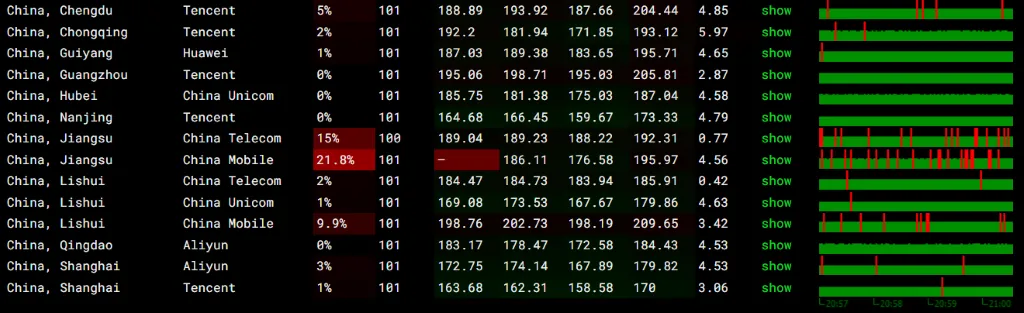 China, Chengdu Tencent 5% 101 188.89 193.92 187.66 204.44 4.85 show
China, Chongqing Tencent 2% 101 192.2 181.94 171.85 193.12 5.97 show
China, Guiyang Huawei 1% 101 187.03 189.38 183.65 195.71 4.65 show
China, Guangzhou Tencent 0% 101 195.06 198.71 195.03 205.81 2.87 show
China, Hubei China Unicom 0% 101 185.75 181.38 175.03 187.04 4.58 show
China, Nanjing Tencent 0% 101 164.68 166.45 159.67 173.33 4.79 show
China, Jiangsu China Telecom 15% 100 189.04 189.23 188.22 192.31 0.77 show
China, Jiangsu China Mobile 21.8% 101 – 186.11 176.58 195.97 4.56 show
China, Lishui China Telecom 2% 101 184.47 184.73 183.94 185.91 0.42 show
China, Lishui China Unicom 1% 101 169.08 173.53 167.67 179.86 4.63 show
China, Lishui China Mobile 9.9% 101 198.76 202.73 198.19 209.65 3.42 show
China, Qingdao Aliyun 0% 101 183.17 178.47 172.58 184.43 4.53 show
China, Shanghai Aliyun 3% 101 172.75 174.14 167.89 179.82 4.53 show
China, Shanghai Tencent 1% 101 163.68 162.31 158.58 170 3.06 show
20:57 20:58 20:59 21:00